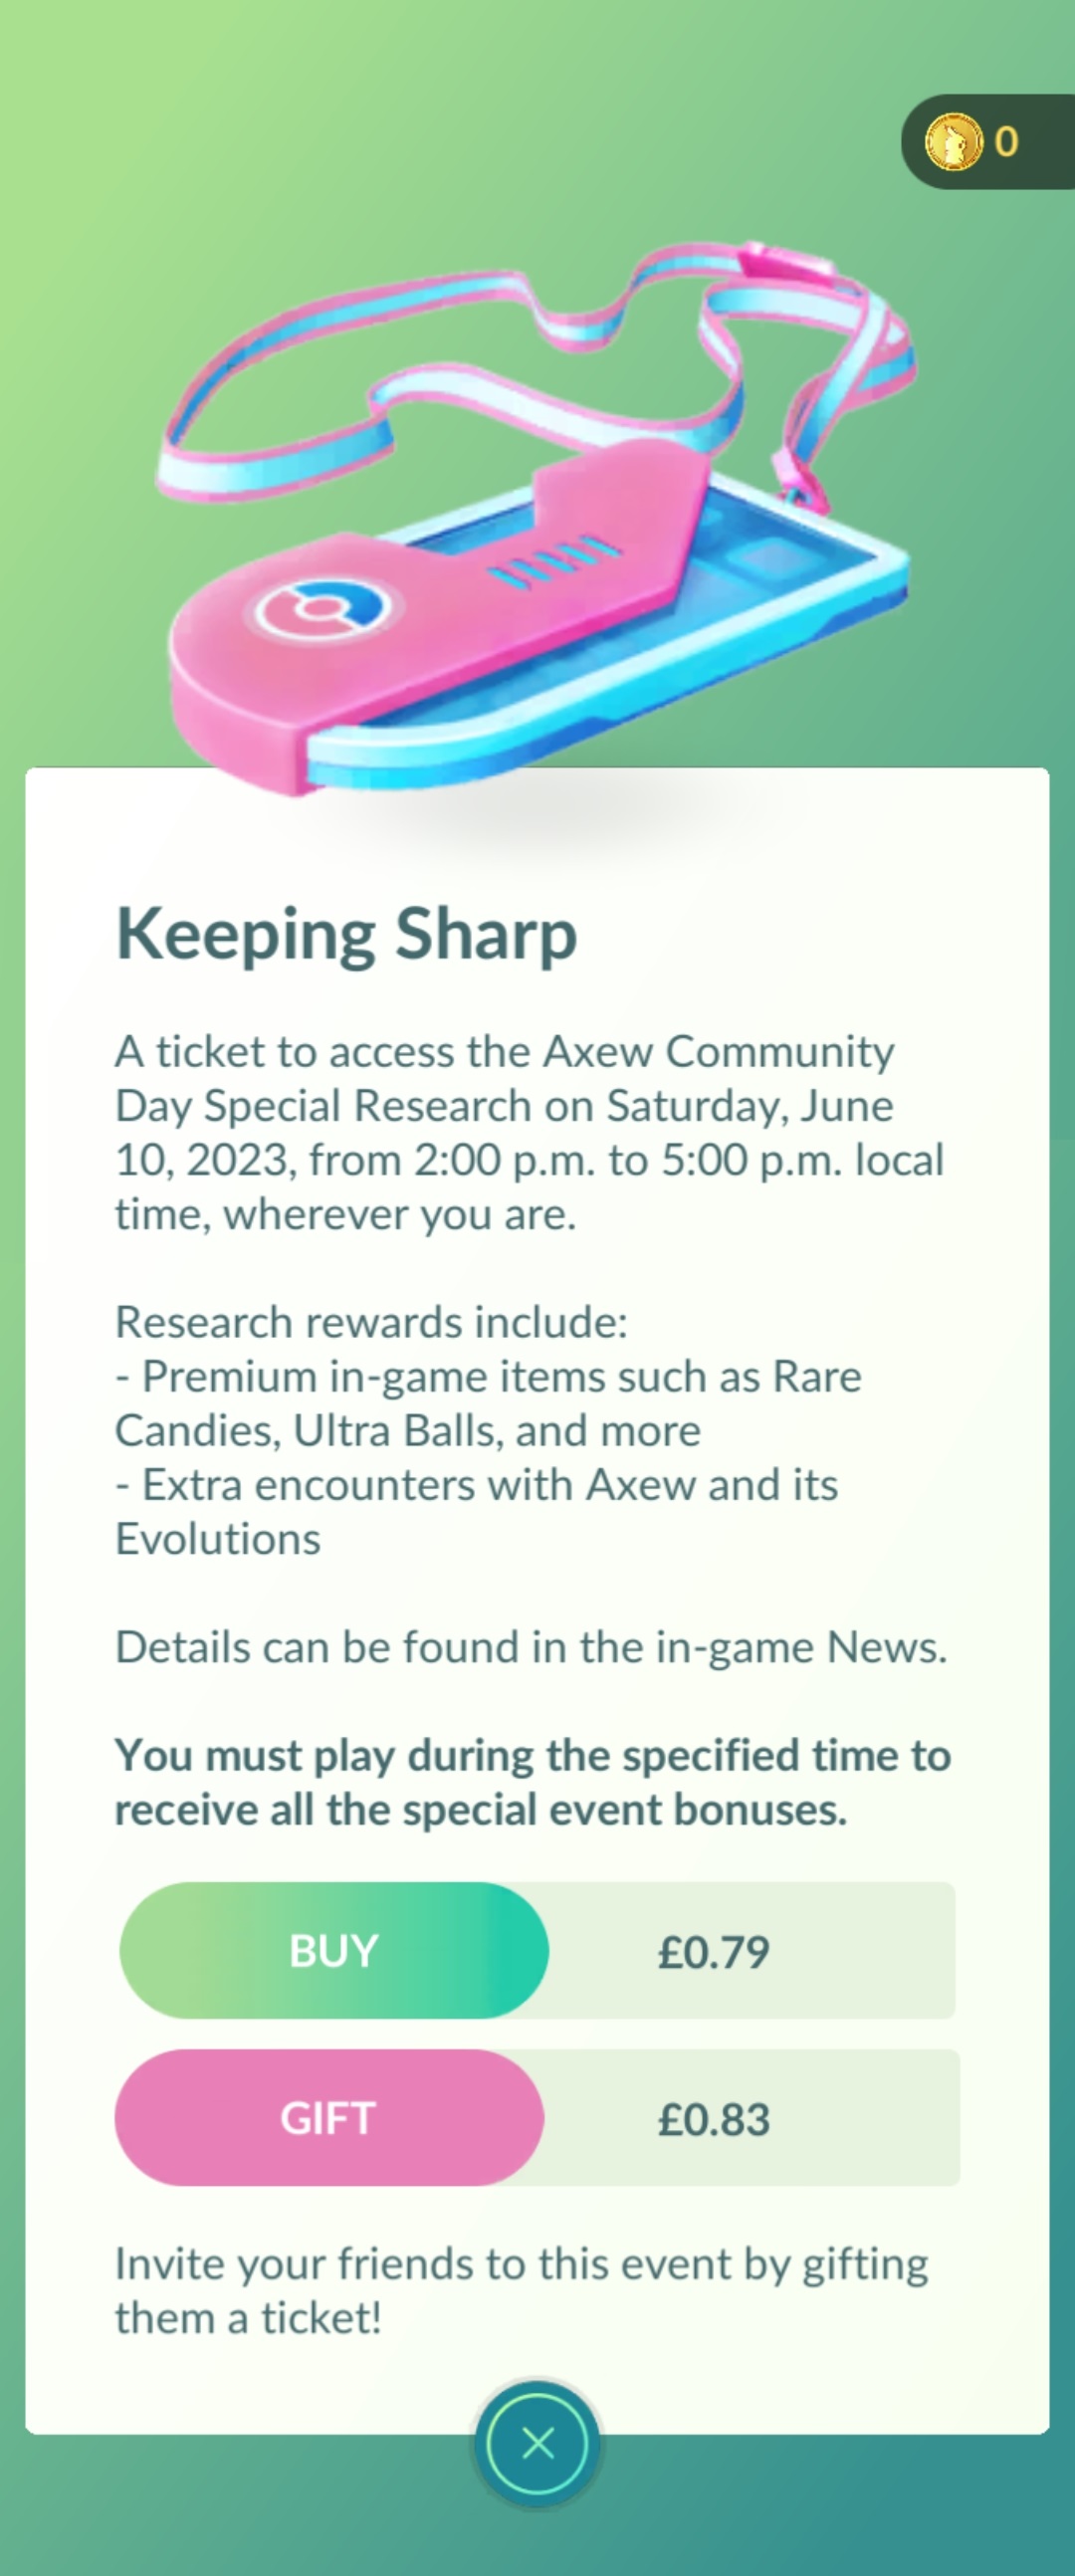 0
Keeping Sharp
A ticket to access the Axew Community
Day Special Research on Saturday, June
10, 2023, from 2:00 p.m. to 5:00 p.m. local
time, wherever you are.
Research rewards include:
- Premium in-game items such as Rare
Candies, Ultra Balls, and more
- Extra encounters with Axew and its
Evolutions
Details can be found in the in-game News.
You must play during the specified time to
receive all the special event bonuses.
BUY £0.79
GIFT £0.83
Invite your friends to this event by gifting
them a ticket!